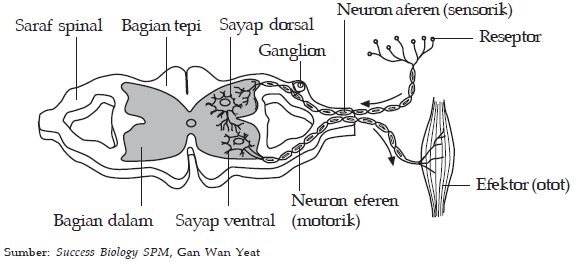 Neuron aferen (sensorik)
Saraf spinal
Bagian tepi
Sayap dorsal
Reseptor
Ganglion
Efektor (otot)
Neuron eferen
(motorik)
Bagian dalam
Sayap ventral
Sumber: Success Biology SPM, Gan Wan Yeat